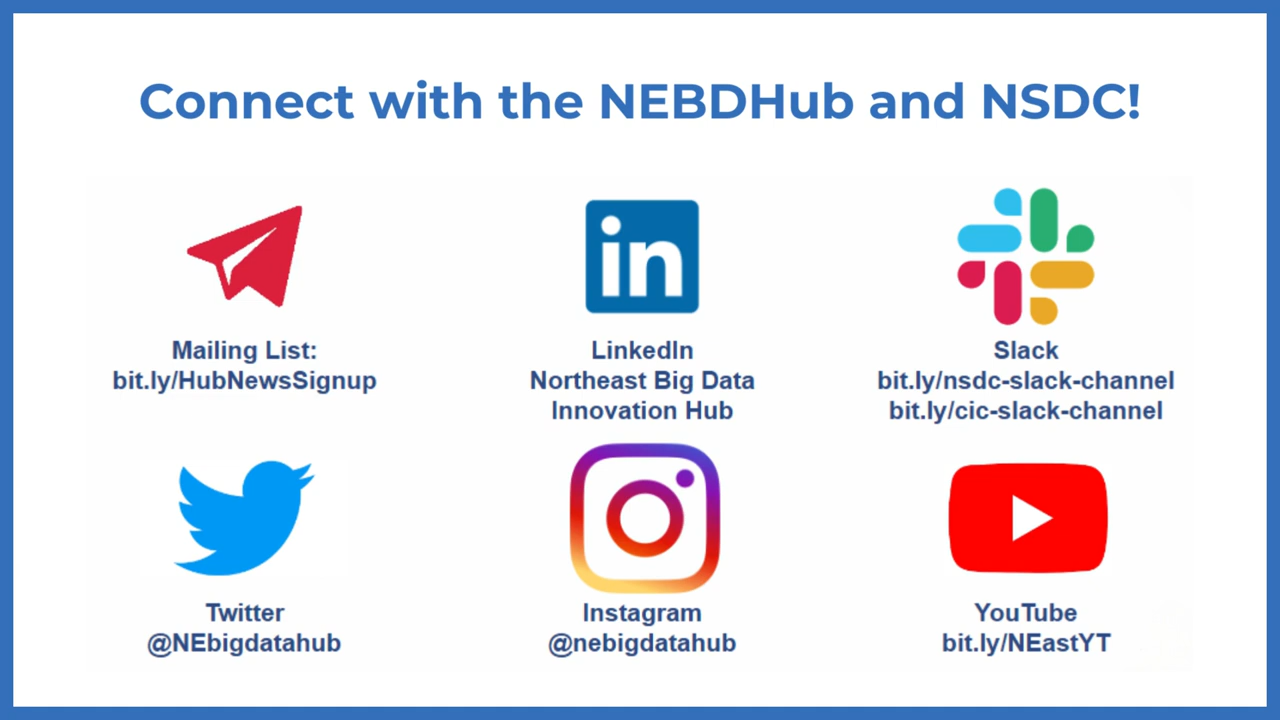 Connect with the NEBDHub and NSDC!
Mailing List:
bit.ly/HubNewsSignup
in
LinkedIn
Northeast Big Data
Innovation Hub
Slack
bit.ly/nsdc-slack-channel
bit.ly/cic-slack-channel
Twitter
@NEbigdatahub
Instagram
@nebigdatahub
YouTube
bit.ly/NEastYT